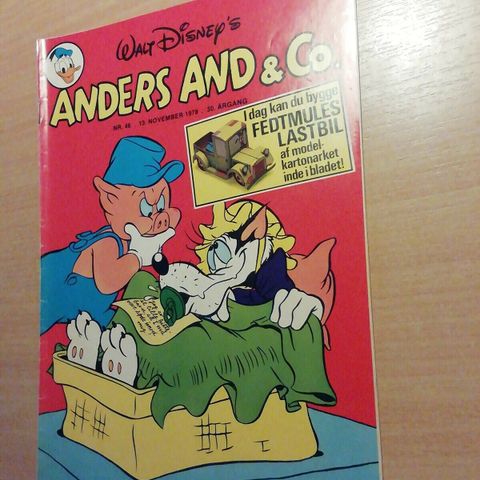 WALT DISNEY'S
ANDERS AND & Co.
NR. 46 13 NOVEMBER 1978 . 30. ÅRGANG
I dag kan du bygge
FEDTMULES
LASTBIL
af model-
kartonarket
inde i bladet!